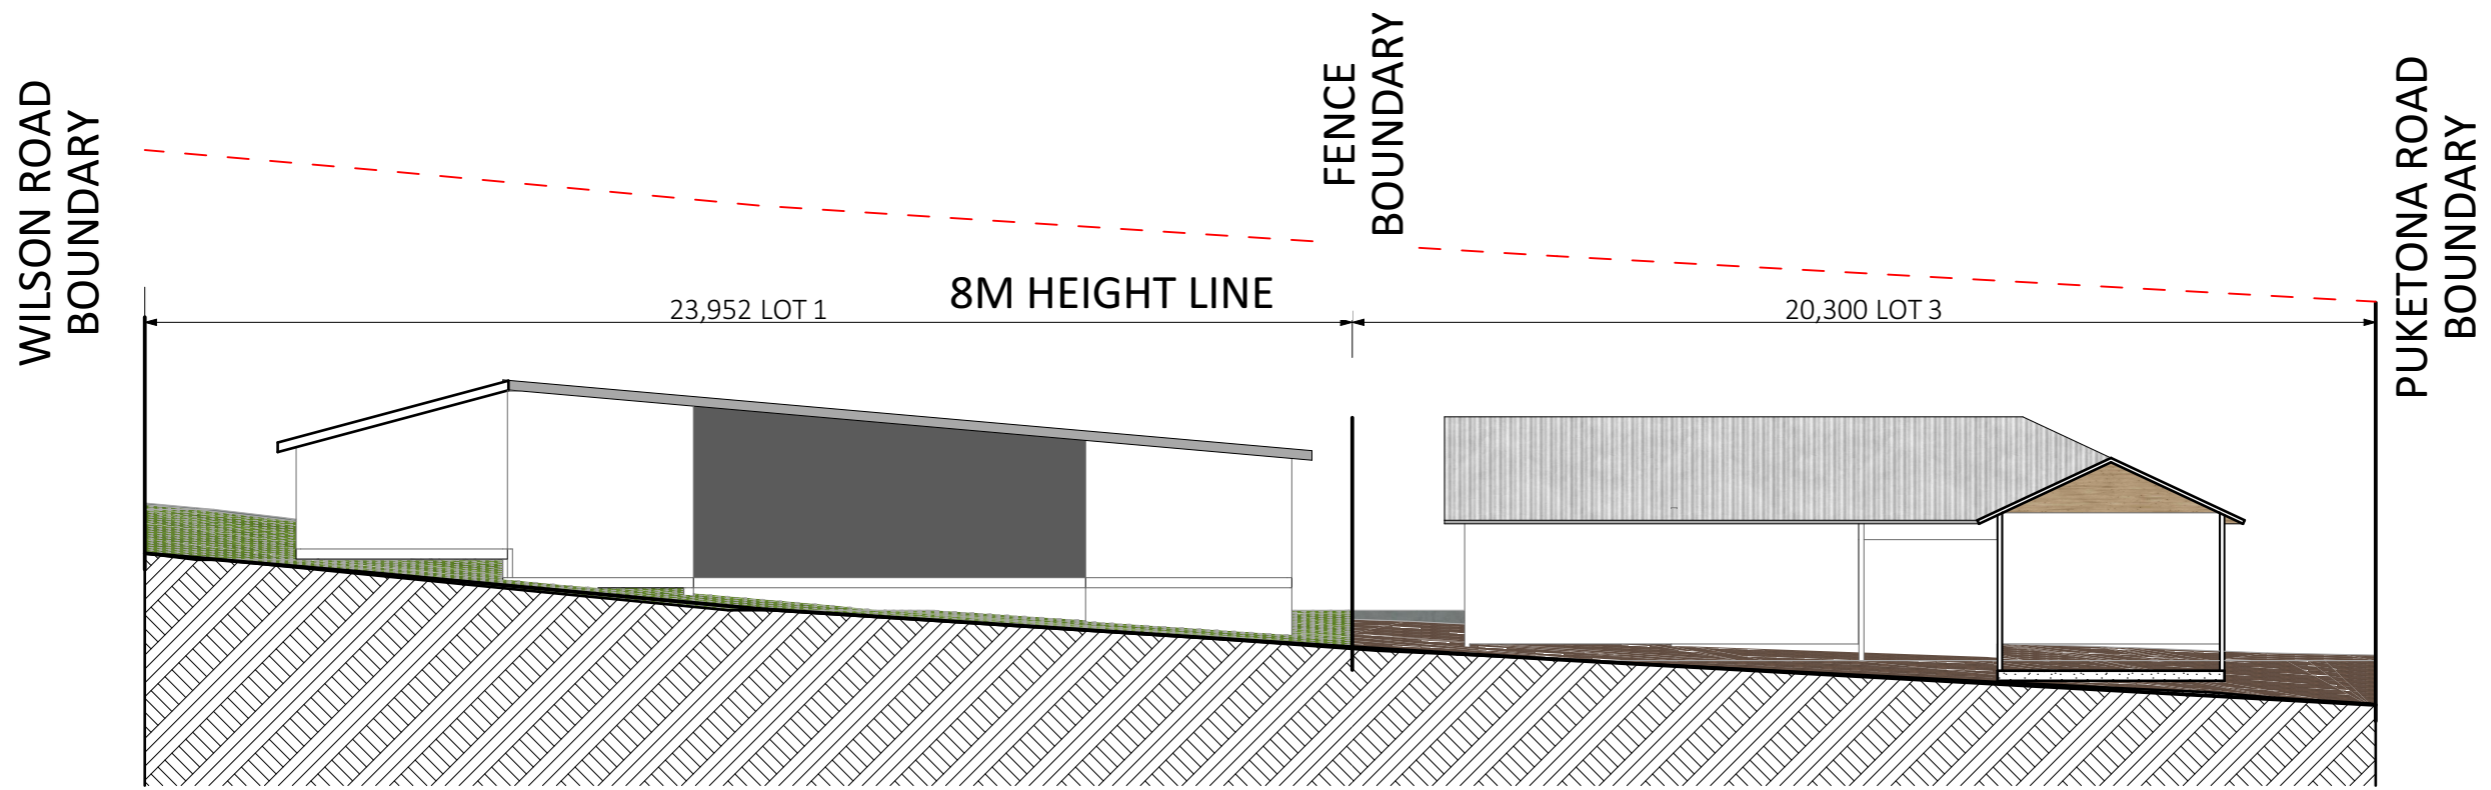 WILSON ROAD
BOUNDARY
FENCE
BOUNDARY
PUKETONA ROAD
BOUNDARY
8M HEIGHT LINE
23,952 LOT 1
20,300 LOT 3